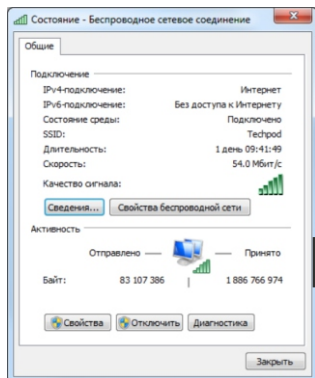 Состояние - Беспроводное сетевое соединение
Общие
Подключение
IPv4-подключение: Интернет
IPv6-подключение: Без доступа к Интернету
Состояние среды: Подключено
SSID: Techpod
Длительность: 1 день 09:41:49
Скорость: 54.0 Мбит/с
Качество сигнала:
Сведения... Свойства беспроводной сети
Активность
Отправлено — — Принято
Байт: 83 107 386 | 1 886 766 974
Свойства Отключить Диагностика
Закрыть